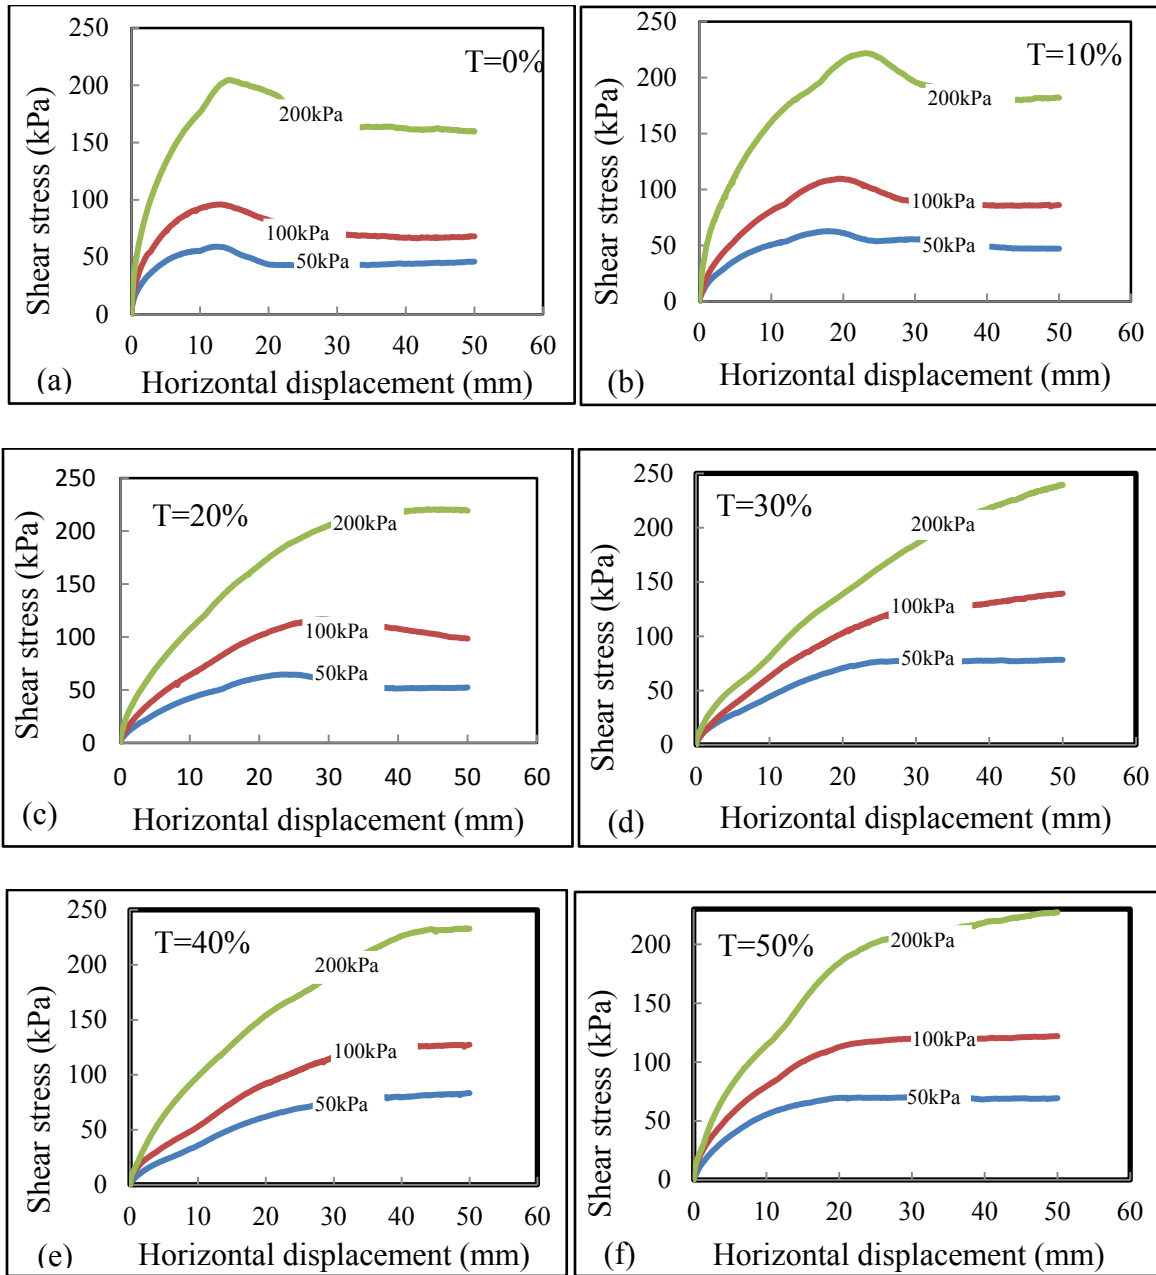 250
200
150
100
50
0
Shear stress (kPa)
T=0%
200kPa
100kPa
50kPa
0 10 20 30 40 50 60
(a) Horizontal displacement (mm)
250
200
150
100
50
0
Shear stress (kPa)
T=10%
200kPa
100kPa
50kPa
0 10 20 30 40 50 60
(b) Horizontal displacement (mm)
250
200
150
100
50
0
Shear stress (kPa)
T=20%
200kPa
100kPa
50kPa
0 10 20 30 40 50 60
(c) Horizontal displacement (mm)
250
200
150
100
50
0
Shear stress (kPa)
T=30%
200kPa
100kPa
50kPa
0 10 20 30 40 50 60
(d) Horizontal displacement (mm)
250
200
150
100
50
0
Shear stress (kPa)
T=40%
200kPa
100kPa
50kPa
0 10 20 30 40 50 60
(e) Horizontal displacement (mm)
200
150
100
50
0
Shear stress (kPa)
T=50%
200kPa
100kPa
50kPa
0 10 20 30 40 50 60
(f) Horizontal displacement (mm)